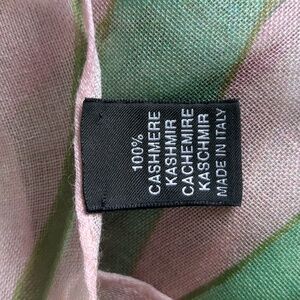 100%
CASHMERE
KASHMIR
CACHEMIRE
KASCHMIR
MADE IN ITALY